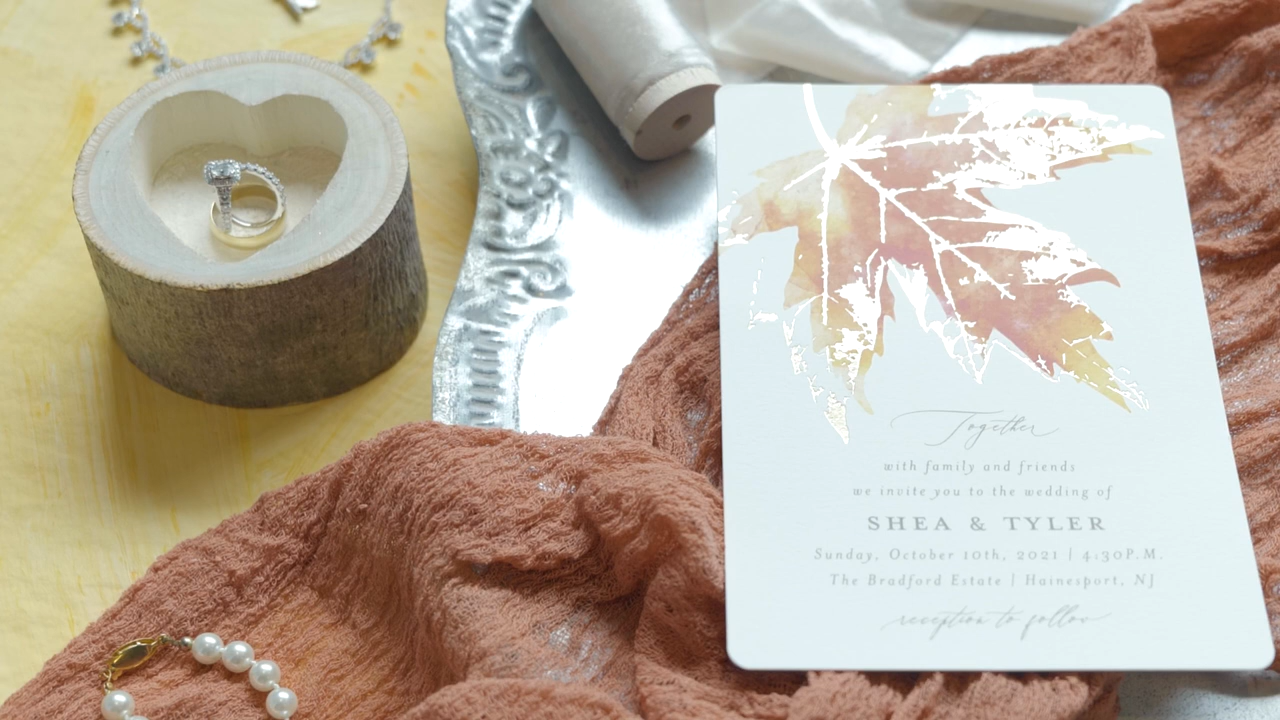 Together
with family and friends
we invite you to the wedding of
SHEA & TYLER
Sunday, October 10th, 2021 | 4:30P.M.
The Bradford Estate | Hainesport, NJ
reception to follow